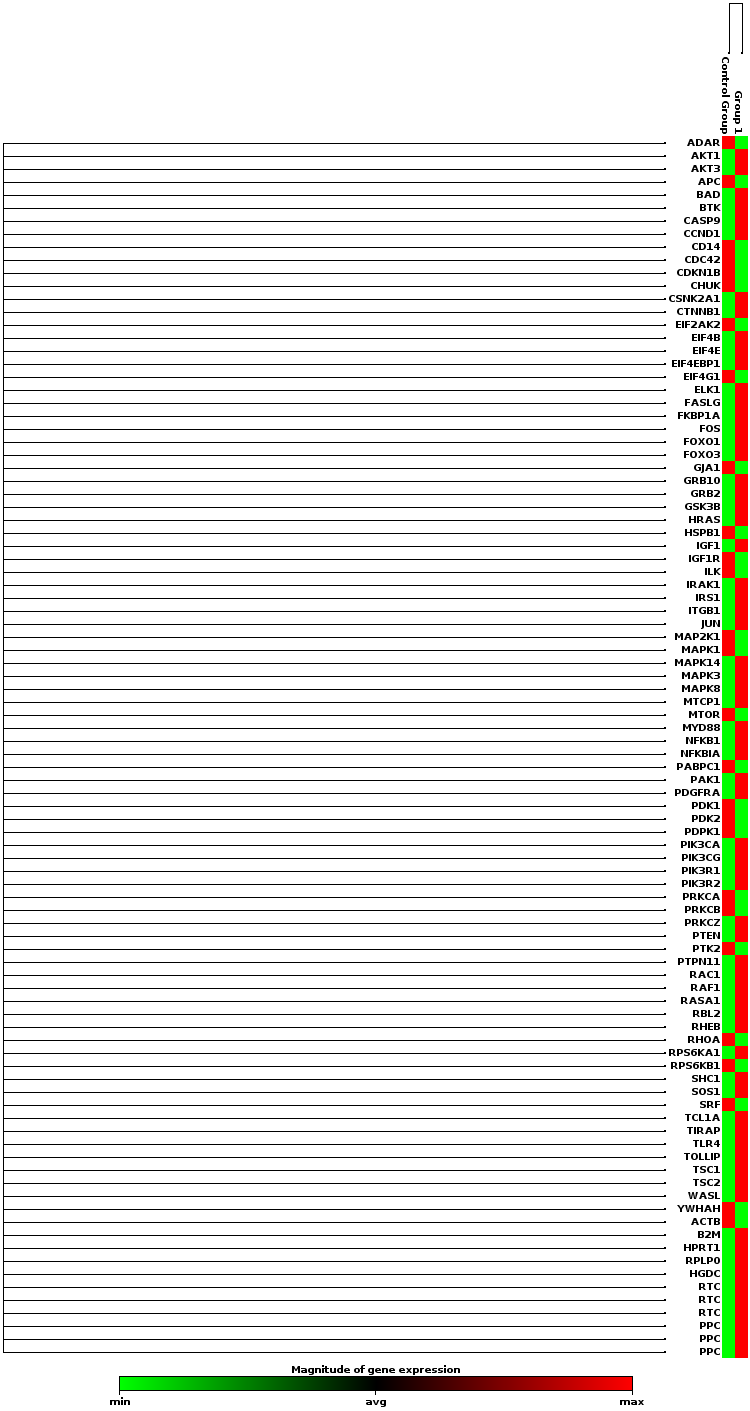 Control Group
Group 1
ADAR
AKT1
AKT3
APC
BAD
BTK
CASP9
CCND1
CD14
CDC42
CDKN1B
CHUK
CSNK2A1
CTNNB1
EIF2AK2
EIF4B
EIF4E
EIF4EBP1
EIF4G1
ELK1
FASLG
FKBP1A
FOS
FOXO1
FOXO3
GJA1
GRB10
GRB2
GSK3B
HRAS
HSPB1
IGF1
IGF1R
ILK
IRAK1
IRS1
ITGB1
JUN
MAP2K1
MAPK1
MAPK14
MAPK3
MAPK8
MTCP1
MTOR
MYD88
NFKB1
NFKBIA
PABPC1
PAK1
PDGFRA
PDK1
PDK2
PDPK1
PIK3CA
PIK3CG
PIK3R1
PIK3R2
PRKCA
PRKCB
PRKCZ
PTEN
PTK2
PTPN11
RAC1
RAF1
RASA1
RBL2
RHEB
RHOA
RPS6KA1
RPS6KB1
SHC1
SOS1
SRF
TCL1A
TIRAP
TLR4
TOLLIP
TSC1
TSC2
WASL
YWHAH
ACTB
B2M
HPRT1
RPLP0
HGDC
RTC
RTC
RTC
PPC
PPC
PPC
Magnitude of gene expression
min avg max